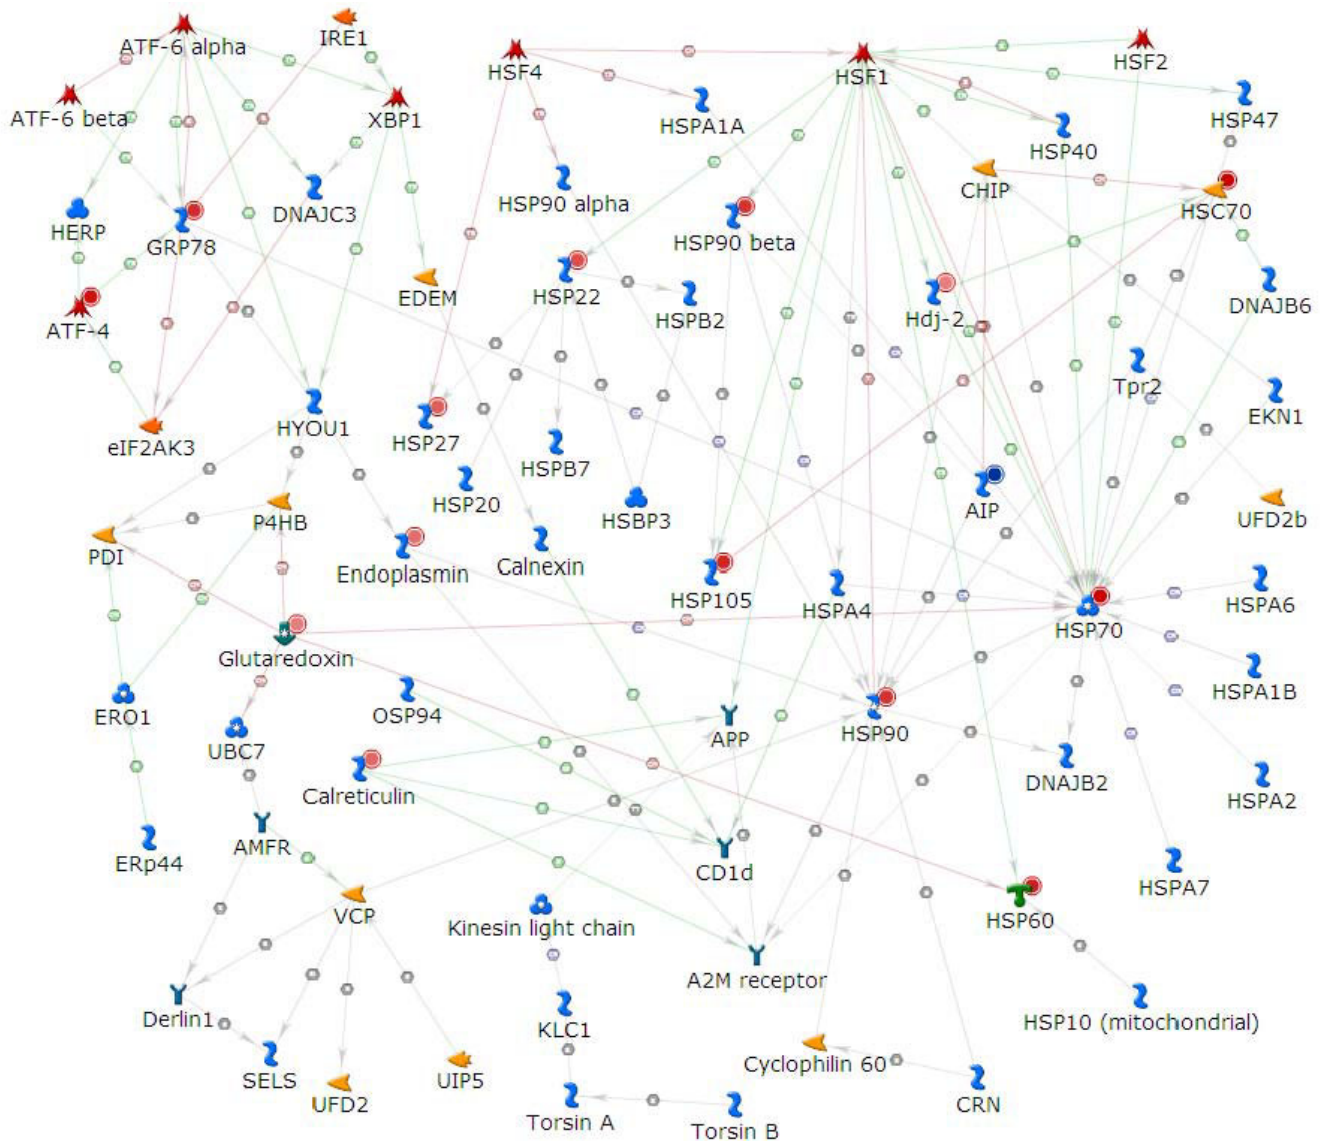 IRE1
ATF-6 alpha
HSF4
HSF1
HSF2
ATF-6 beta
XBP1
HSPA1A
HSP40
HSP47
CHIP
HSC70
HERP
GRP78
DNAJC3
HSP90 alpha
HSP90 beta
EDEM
HSP22
HSPB2
Hdj-2
DNAJB6
ATF-4
Tpr2
EKN1
eIF2AK3
HYOU1
HSP27
HSPB7
HSP20
HSBP3
AIP
UFD2b
P4HB
PDI
Endoplasmin
Calnexin
HSP105
HSPA4
HSP70
HSPA6
Glutaredoxin
HSPA1B
ERO1
OSP94
UBC7
APP
HSP90
DNAJB2
HSPA2
Calreticulin
AMFR
ERp44
CD1d
HSPA7
VCP
Kinesin light chain
HSP60
A2M receptor
Derlin1
KLC1
HSP10 (mitochondrial)
Cyclophilin 60
SELS
UFD2
UIP5
CRN
Torsin A
Torsin B